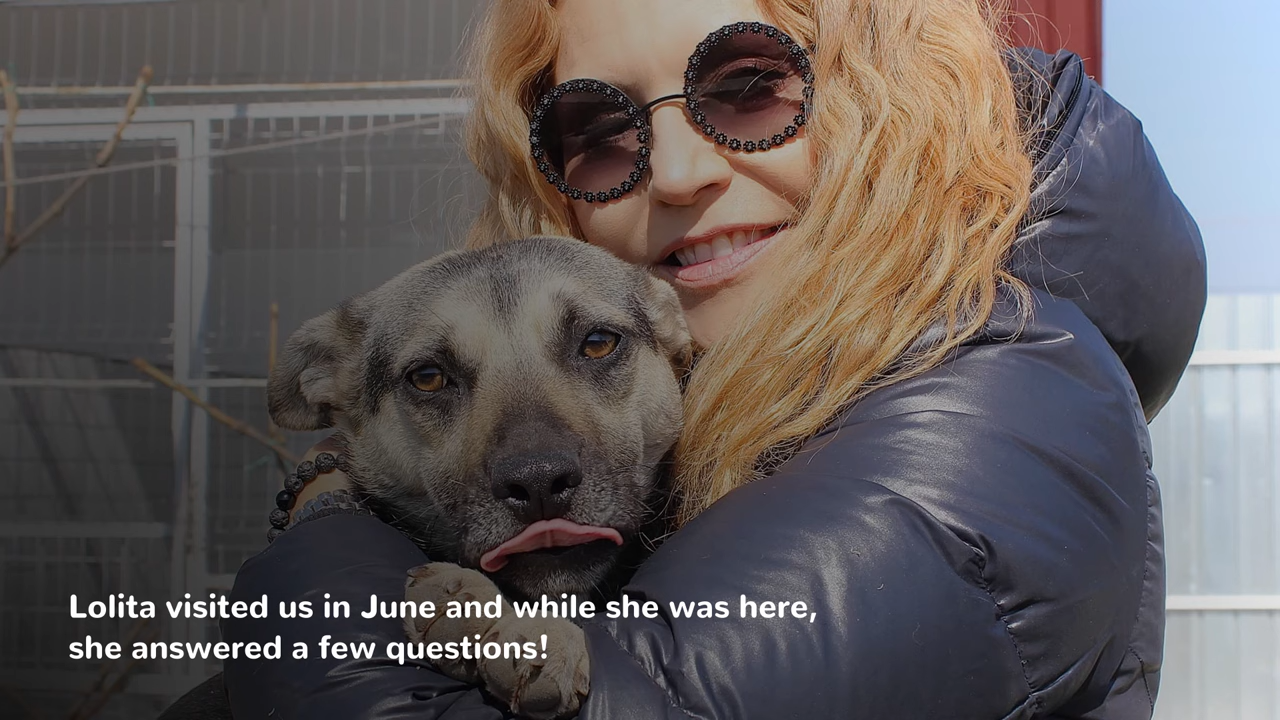 Lolita visited us in June and while she was here,
she answered a few questions!